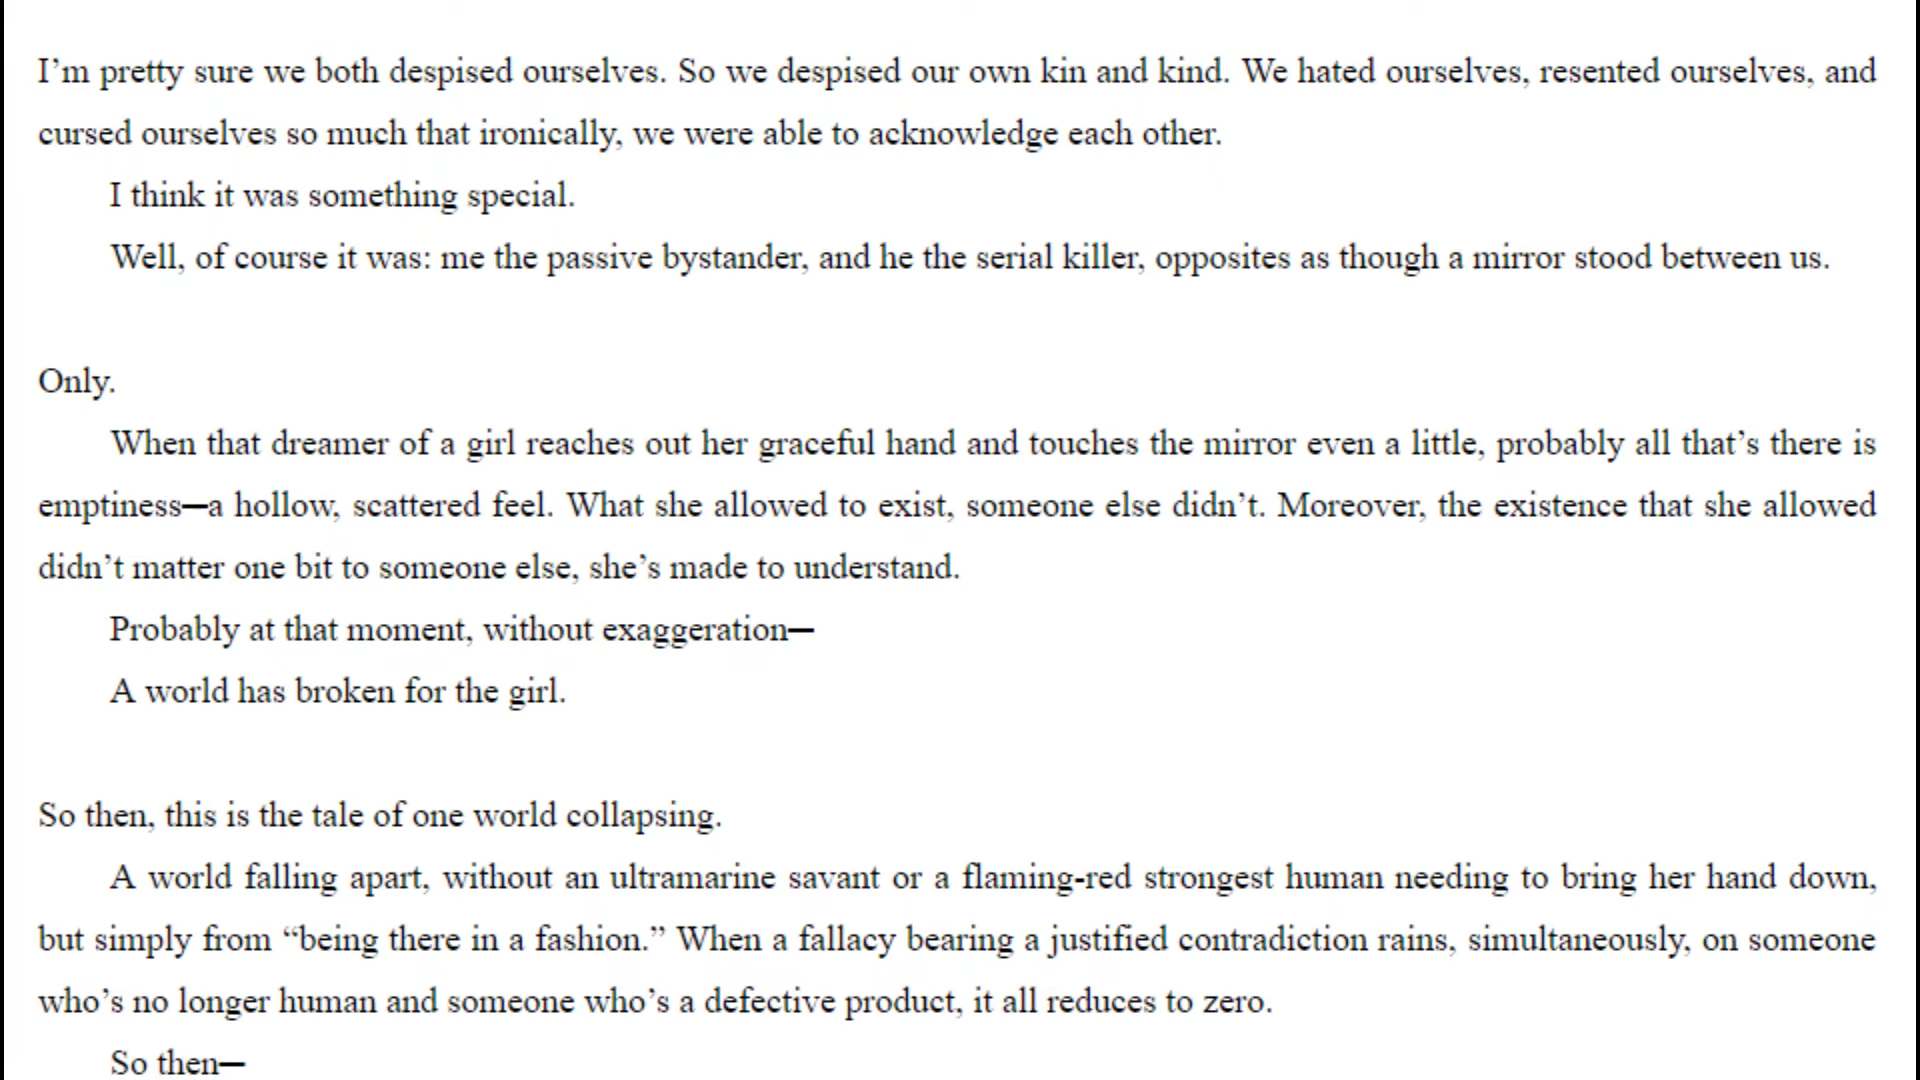 I’m pretty sure we both despised ourselves. So we despised our own kin and kind. We hated ourselves, resented ourselves, and
cursed ourselves so much that ironically, we were able to acknowledge each other.
I think it was something special.
Well, of course it was: me the passive bystander, and he the serial killer, opposites as though a mirror stood between us.
Only.
When that dreamer of a girl reaches out her graceful hand and touches the mirror even a little, probably all that’s there is
emptiness—a hollow, scattered feel. What she allowed to exist, someone else didn’t. Moreover, the existence that she allowed
didn’t matter one bit to someone else, she’s made to understand.
Probably at that moment, without exaggeration—
A world has broken for the girl.
So then, this is the tale of one world collapsing.
A world falling apart, without an ultramarine savant or a flaming-red strongest human needing to bring her hand down,
but simply from “being there in a fashion.” When a fallacy bearing a justified contradiction rains, simultaneously, on someone
who’s no longer human and someone who’s a defective product, it all reduces to zero.
So then—